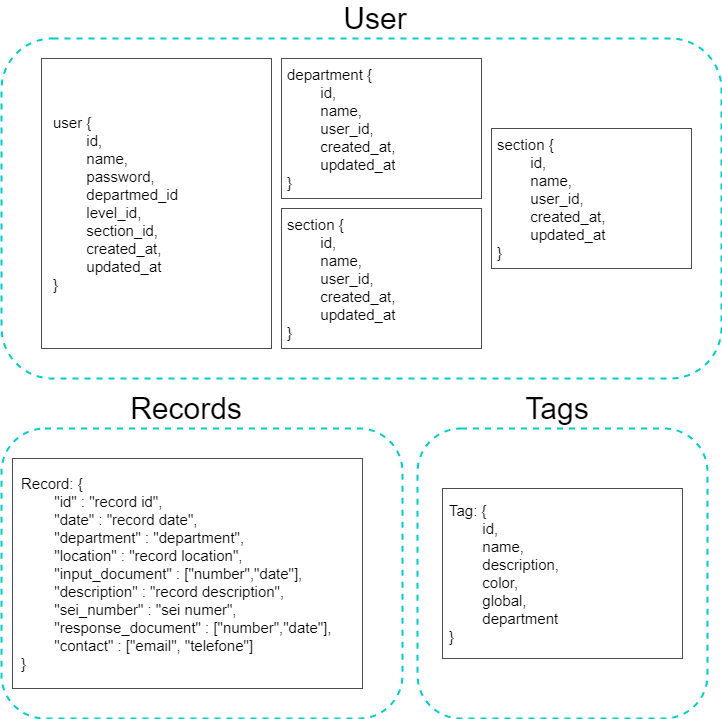 User
user {
id,
name,
password,
departmed_id
level_id,
section_id,
created_at,
updated_at
}
department {
id,
name,
user_id,
created_at,
updated_at
}
section {
id,
name,
user_id,
created_at,
updated_at
}
section {
id,
name,
user_id,
created_at,
updated_at
}
Records
Record: {
"id" : "record id",
"date" : "record date",
"department" : "department",
"location" : "record location",
"input_document" : ["number","date"],
"description" : "record description",
"sei_number" : "sei numer",
"response_document" : ["number","date"],
"contact" : ["email", "telefone"]
}
Tags
Tag: {
id,
name,
description,
color,
global,
department
}